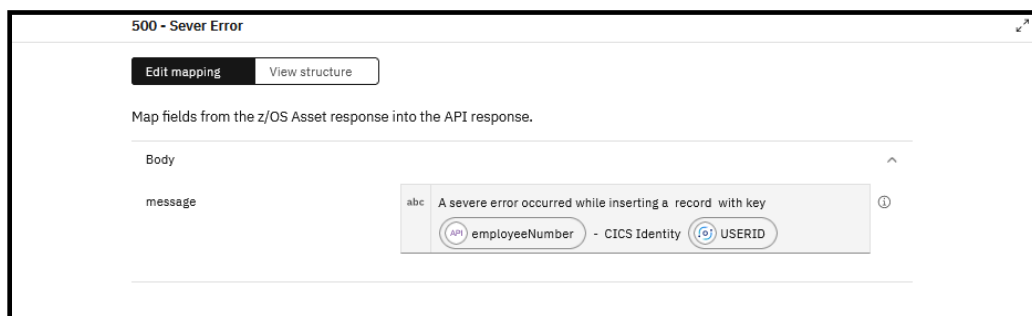 500 - Sever Error
Edit mapping View structure
Map fields from the z/OS Asset response into the API response.
Body
message abc A severe error occurred while inserting a record with key
API employeeNumber - CICS Identity USERID